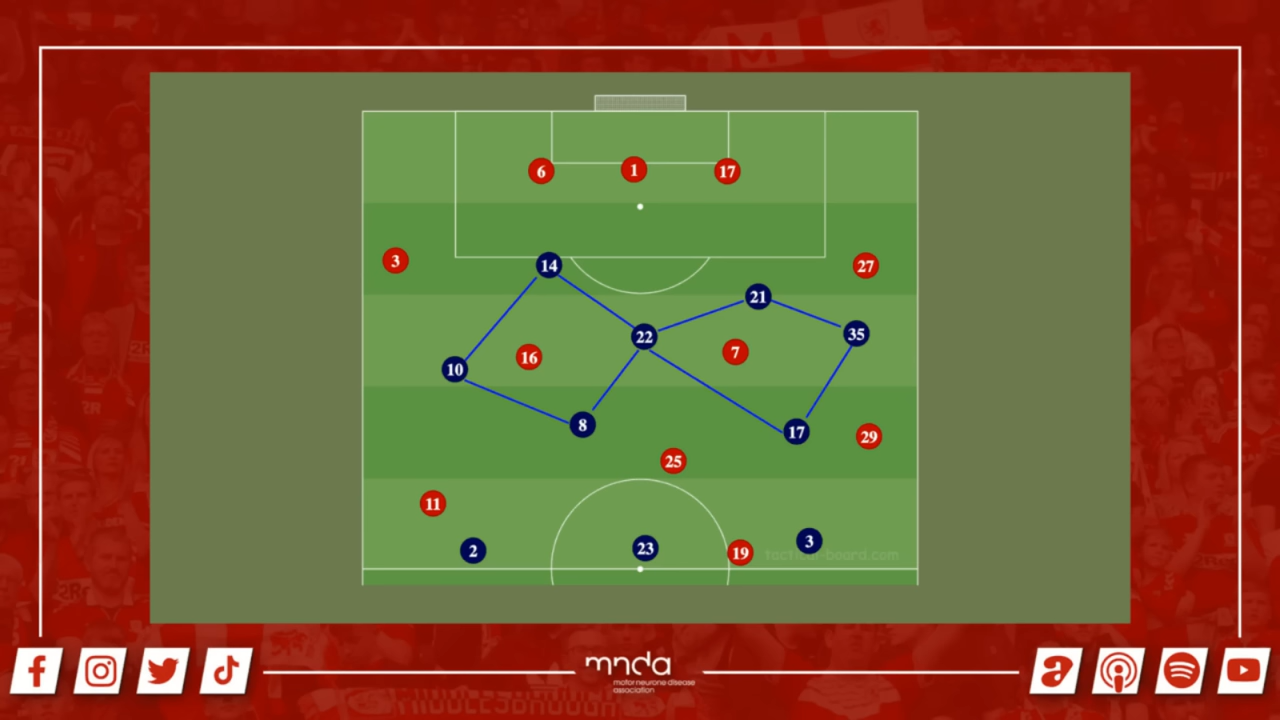 M
6 1 17
3 14 27
21
22 35
16 7
10
8 17 29
25
11
2 23 19 3
mnda
motor neurone disease
association